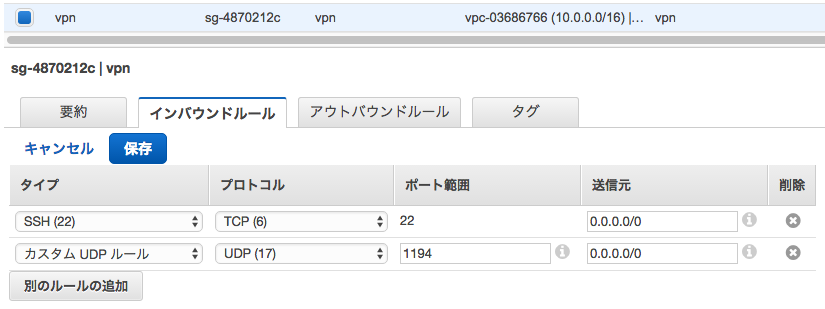 vpn sg-4870212c vpn vpc-03686766 (10.0.0.0/16) |... vpn
sg-4870212c | vpn
要約 インバウンドルール アウトバウンドルール タグ
キャンセル 保存
タイプ プロトコル ポート範囲 送信元 削除
SSH (22) TCP (6) 22 0.0.0.0/0
カスタム UDP ルール UDP (17) 1194 0.0.0.0/0
別のルールの追加